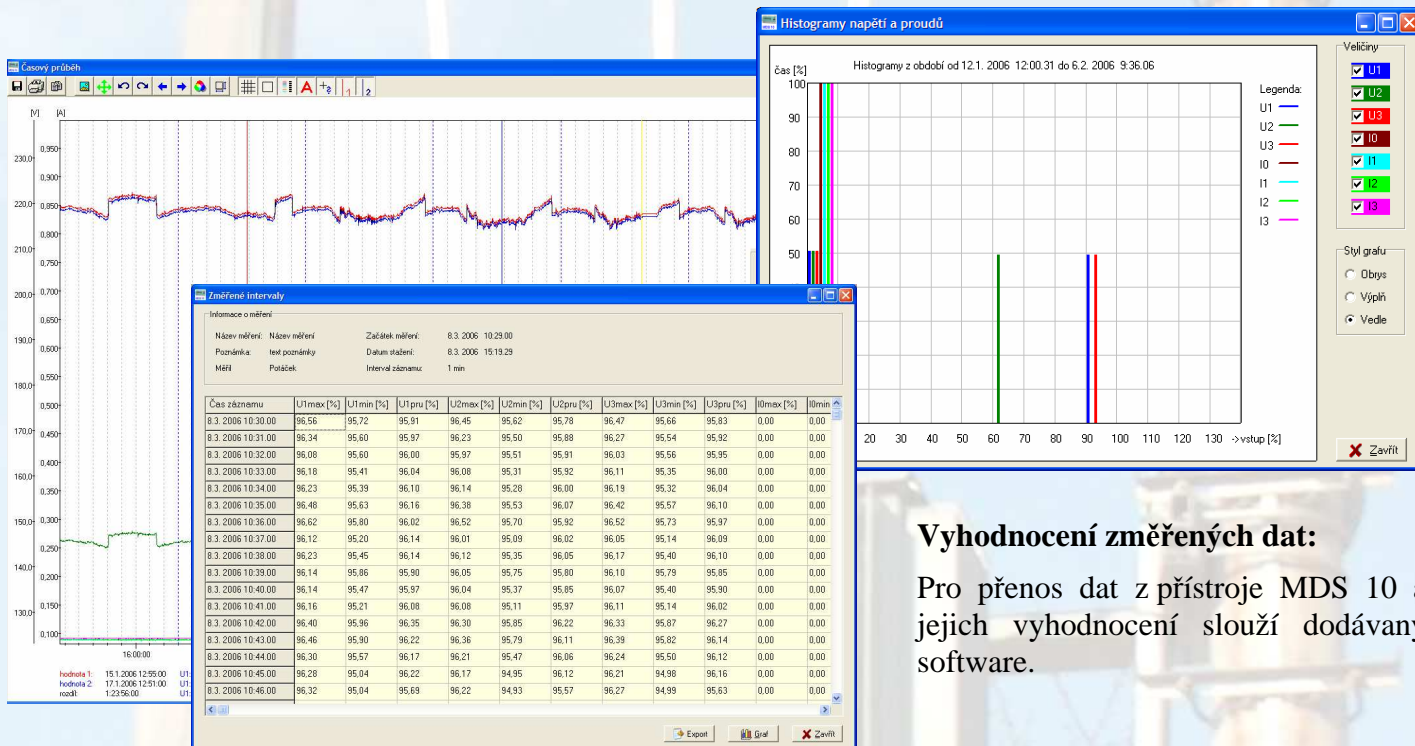 Časový průběh
[V] [A]
0,950
230,0
0,900
220,0 0,850
0,800
210,0
0,750
200,0 0,700
0,650
190,0
0,600
180,0 0,550
0,500
170,0
0,450
0,400
160,0
0,350
150,0 0,300
0,250
140,0
0,200
130,0 0,150
0,100
16:00:00
hodnota 1: 15.1.2006 12:55:00 U1:
hodnota 2: 17.1.2006 12:51:00 U1:
rozdíl: 1:23:56:00 U1:
Změřené intervaly
Informace o měření
Název měření: Název měření Začátek měření: 8.3. 2006 10:29.00
Poznámka: text poznámky Datum stažení: 8.3. 2006 15:19.29
Měřil Potáček Interval záznamu: 1 min
Čas záznamu U1max [%] U1min [%] U1pru [%] U2max [%] U2min [%] U2pru [%] U3max [%] U3min [%] U3pru [%] I0max [%] I0min
8.3. 2006 10:30.00 96,56 95,72 95,91 96,45 95,62 95,78 96,47 95,66 95,83 0,00 0,00
8.3. 2006 10:31.00 96,34 95,60 95,97 96,23 95,50 95,88 96,27 95,54 95,92 0,00 0,00
8.3. 2006 10:32.00 96,08 95,60 96,00 95,97 95,51 95,91 96,03 95,56 95,95 0,00 0,00
8.3. 2006 10:33.00 96,18 95,41 96,04 96,08 95,31 95,92 96,11 95,35 96,00 0,00 0,00
8.3. 2006 10:34.00 96,23 95,39 96,10 96,14 95,28 96,00 96,19 95,32 96,04 0,00 0,00
8.3. 2006 10:35.00 96,48 95,63 96,16 96,38 95,53 96,07 96,42 95,57 96,10 0,00 0,00
8.3. 2006 10:36.00 96,62 95,80 96,02 96,52 95,70 95,92 96,52 95,73 95,97 0,00 0,00
8.3. 2006 10:37.00 96,12 95,20 96,14 96,01 95,09 96,02 96,05 95,14 96,09 0,00 0,00
8.3. 2006 10:38.00 96,23 95,45 96,14 96,12 95,35 96,05 96,17 95,40 96,10 0,00 0,00
8.3. 2006 10:39.00 96,14 95,86 95,90 96,05 95,75 95,80 96,10 95,79 95,85 0,00 0,00
8.3. 2006 10:40.00 96,14 95,47 95,97 96,04 95,37 95,85 96,07 95,40 95,90 0,00 0,00
8.3. 2006 10:41.00 96,16 95,21 96,08 96,08 95,11 95,97 96,11 95,14 96,02 0,00 0,00
8.3. 2006 10:42.00 96,40 95,96 96,35 96,30 95,85 96,22 96,33 95,87 96,27 0,00 0,00
8.3. 2006 10:43.00 96,46 95,90 96,22 96,36 95,79 96,11 96,39 95,82 96,14 0,00 0,00
8.3. 2006 10:44.00 96,30 95,57 96,17 96,21 95,47 96,06 96,24 95,50 96,12 0,00 0,00
8.3. 2006 10:45.00 96,28 95,04 96,22 96,17 94,95 96,12 96,21 94,98 96,16 0,00 0,00
8.3. 2006 10:46.00 96,32 95,04 95,69 96,22 94,93 95,57 96,27 94,99 95,63 0,00 0,00
Export Graf Zavřít
Histogramy napětí a proudů
čas [%] Histogramy z období od 12.1. 2006 12:00.31 do 6.2. 2006 9:36.06
100
90
80
70
60
50
Legenda:
U1
U2
U3
I0
I1
I2
I3
20 30 40 50 60 70 80 90 100 110 120 130 ->vstup [%]
Veličiny
U1
U2
U3
I0
I1
I2
I3
Styl grafu
Obrys
Výplň
Vedle
Zavřít
Vyhodnocení změřených dat:
Pro přenos dat z přístroje MDS 10 a
jejich vyhodnocení slouží dodávaný
software.